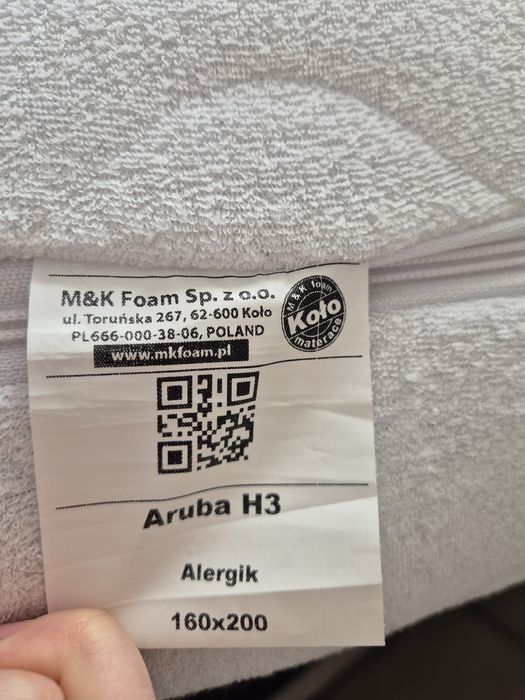 M&K Foam Sp. z o.o.
ul. Toruńska 267, 62-600 Koło
PL666-000-38-06, POLAND
www.mkfoam.pl
M & K foam
Koło
materace
Aruba H3
Alergik
160x200